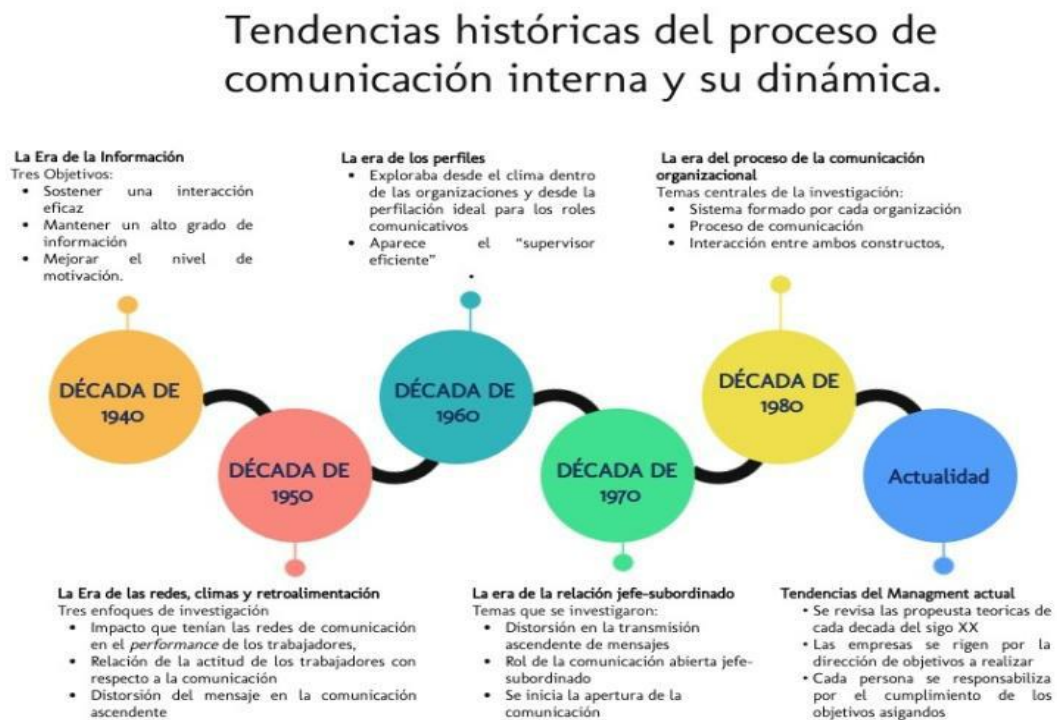 Tendencias históricas del proceso de
comunicación interna y su dinámica.
La Era de la Información
Tres Objetivos:
• Sostener una interacción
eficaz
• Mantener un alto grado de
información
• Mejorar el nivel de
motivación.
La era de los perfiles
• Exploraba desde el clima dentro
de las organizaciones y desde la
perfilación ideal para los roles
comunicativos
• Aparece el “supervisor
eficiente”
.
La era del proceso de la comunicación
organizacional
Temas centrales de la investigación:
• Sistema formado por cada organización
• Proceso de comunicación
• Interacción entre ambos constructos,
DÉCADA DE
1940
DÉCADA DE
1950
DÉCADA DE
1960
DÉCADA DE
1970
DÉCADA DE
1980
Actualidad
La Era de las redes, climas y retroalimentación
Tres enfoques de investigación
• Impacto que tenían las redes de comunicación
en el performance de los trabajadores,
• Relación de la actitud de los trabajadores con
respecto a la comunicación
• Distorsión del mensaje en la comunicación
ascendente
La era de la relación jefe-subordinado
Temas que se investigaron:
• Distorsión en la transmisión
ascendente de mensajes
• Rol de la comunicación abierta jefe-
subordinado
• Se inicia la apertura de la
comunicación
Tendencias del Managment actual
• Se revisa las propeusta teoricas de
cada decada del sigo XX
• Las empresas se rigen por la
dirección de objetivos a realizar
• Cada persona se responsabiliza
por el cumplimiento de los
objetivos asigandos